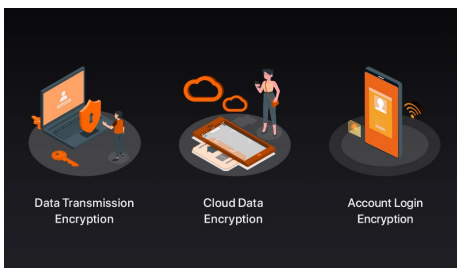 Data Transmission
Encryption
Cloud Data
Encryption
Account Login
Encryption